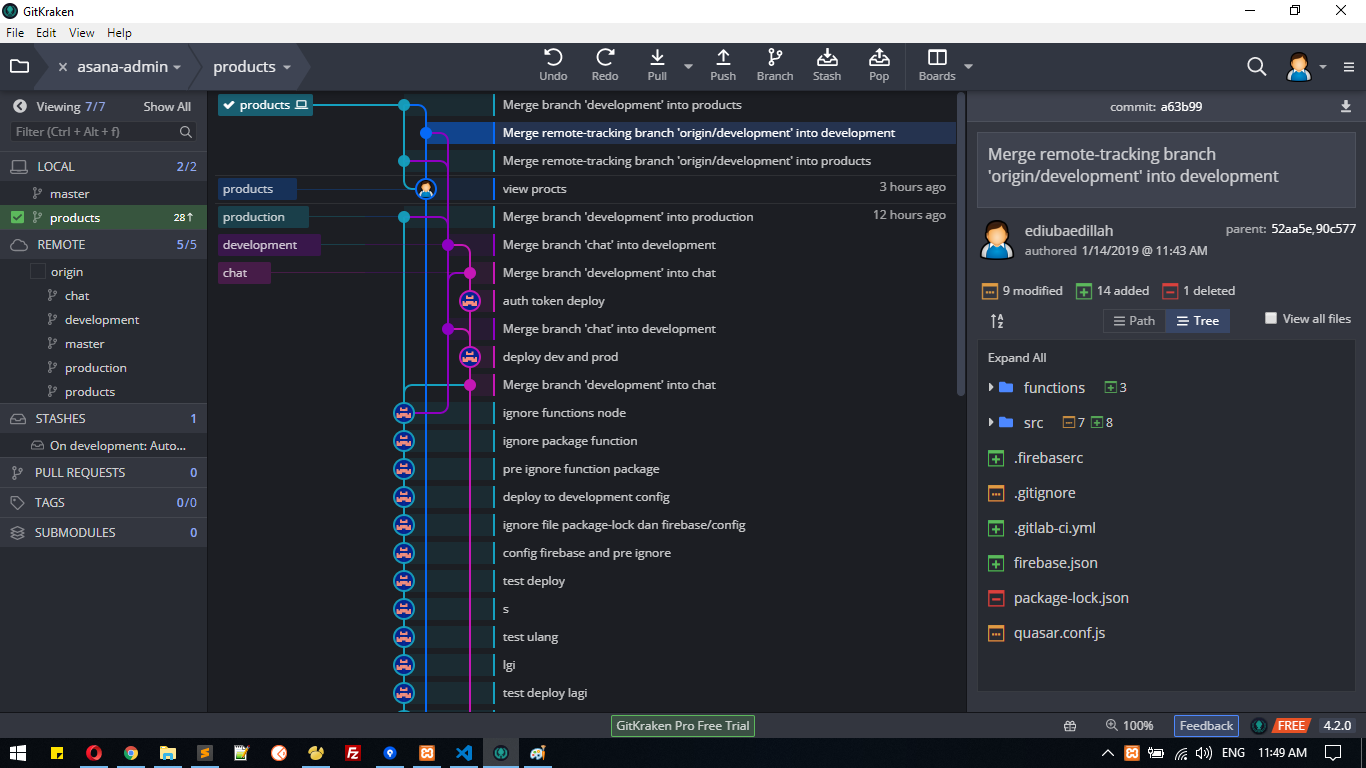 GitKraken
File Edit View Help
asana-admin products Undo Redo Pull Push Branch Stash Pop Boards
Viewing 7/7 Show All
Filter (Ctrl + Alt + f)
LOCAL 2/2
master
products 28↑
REMOTE 5/5
origin
chat
development
master
production
products
STASHES 1
On development: Auto...
PULL REQUESTS 0
TAGS 0/0
SUBMODULES 0
products Merge branch 'development' into products
Merge remote-tracking branch 'origin/development' into development
Merge remote-tracking branch 'origin/development' into products
products view procts 3 hours ago
production Merge branch 'development' into production 12 hours ago
development Merge branch 'chat' into development
chat Merge branch 'development' into chat
auth token deploy
Merge branch 'chat' into development
deploy dev and prod
Merge branch 'development' into chat
ignore functions node
ignore package function
pre ignore function package
deploy to development config
ignore file package-lock dan firebase/config
config firebase and pre ignore
test deploy
s
test ulang
lgi
test deploy lagi
commit: a63b99
Merge remote-tracking branch
'origin/development' into development
ediubaedillah parent: 52aa5e,90c577
authored 1/14/2019 @ 11:43 AM
9 modified 14 added 1 deleted
Path Tree View all files
Expand All
functions 3
src 7 8
.firebaserc
.gitignore
.gitlab-ci.yml
firebase.json
package-lock.json
quasar.conf.js
GitKraken Pro Free Trial 100% Feedback FREE 4.2.0
ENG 11:49 AM